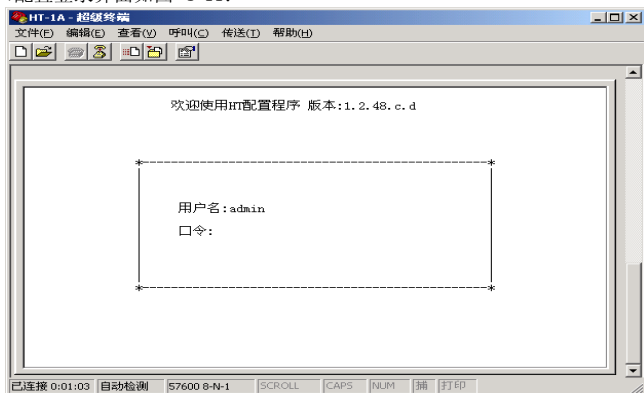 HT-1A - 超级终端
文件(F) 编辑(E) 查看(V) 呼叫(C) 传送(T) 帮助(H)
欢迎使用HT配置程序 版本:1.2.48.c.d
用户名:admin
口令:
已连接 0:01:03 自动检测 57600 8-N-1 SCROLL CAPS NUM 捕 打印